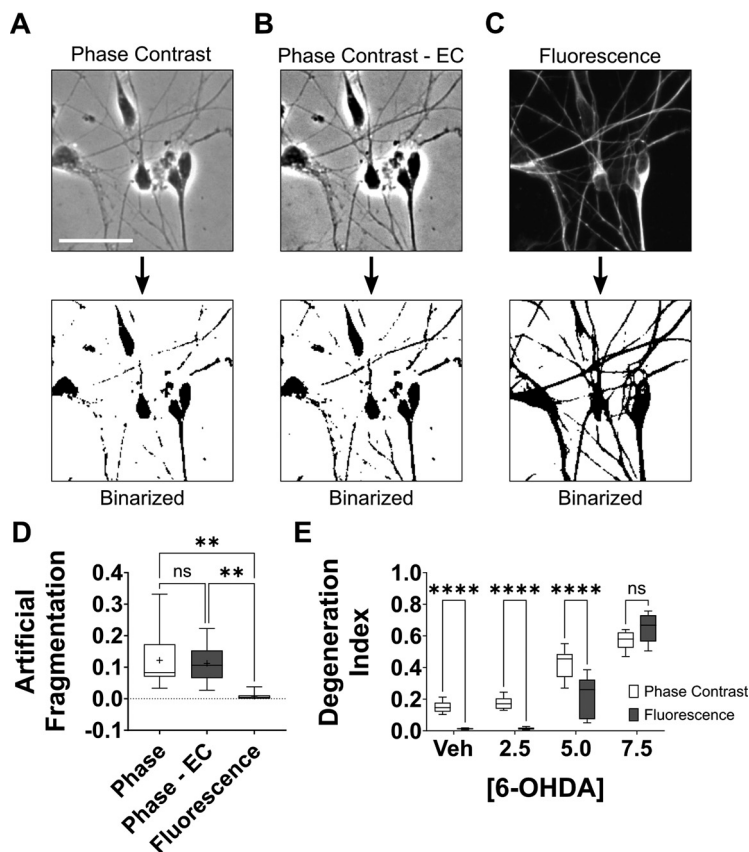 A
Phase Contrast
B
Phase Contrast - EC
C
Fluorescence
Binarized
Binarized
Binarized
D
Artificial
Fragmentation
0.4
0.3
0.2
0.1
0.0
-0.1
**
ns
**
Phase
Phase - EC
Fluorescence
E
Degeneration
Index
1.0
0.8
0.6
0.4
0.2
0.0
**** **** **** ns
Phase Contrast
Fluorescence
Veh 2.5 5.0 7.5
[6-OHDA]